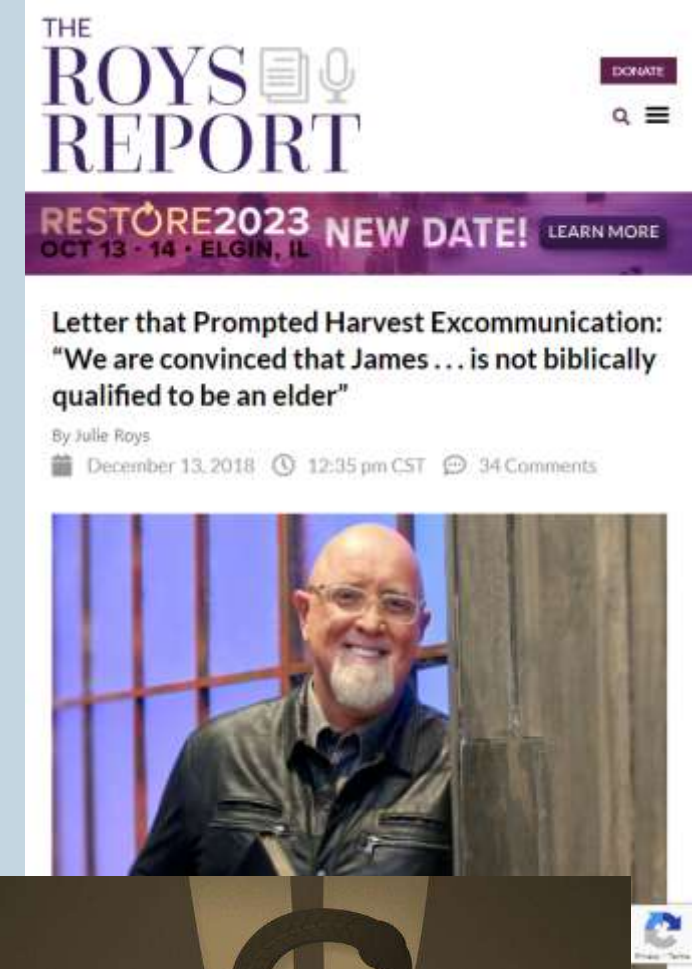 THE
ROYS
REPORT
DONATE
RESTORE2023
OCT 13 · 14 · ELGIN, IL
NEW DATE!
LEARN MORE
Letter that Prompted Harvest Excommunication:
“We are convinced that James . . . is not biblically
qualified to be an elder”
By Julie Roys
December 13, 2018 12:35 pm CST 34 Comments
Privacy - Terms